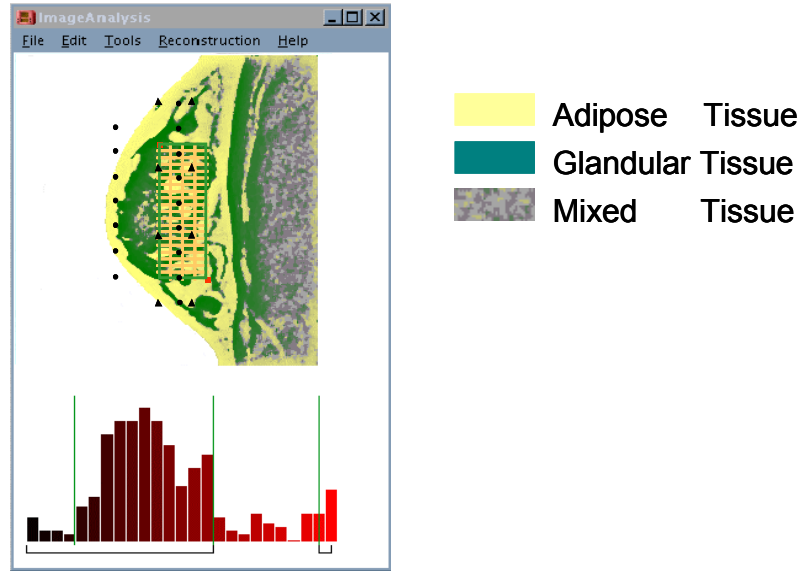 ImageAnalysis
File Edit Tools Reconstruction Help
Adipose Tissue
Glandular Tissue
Mixed Tissue